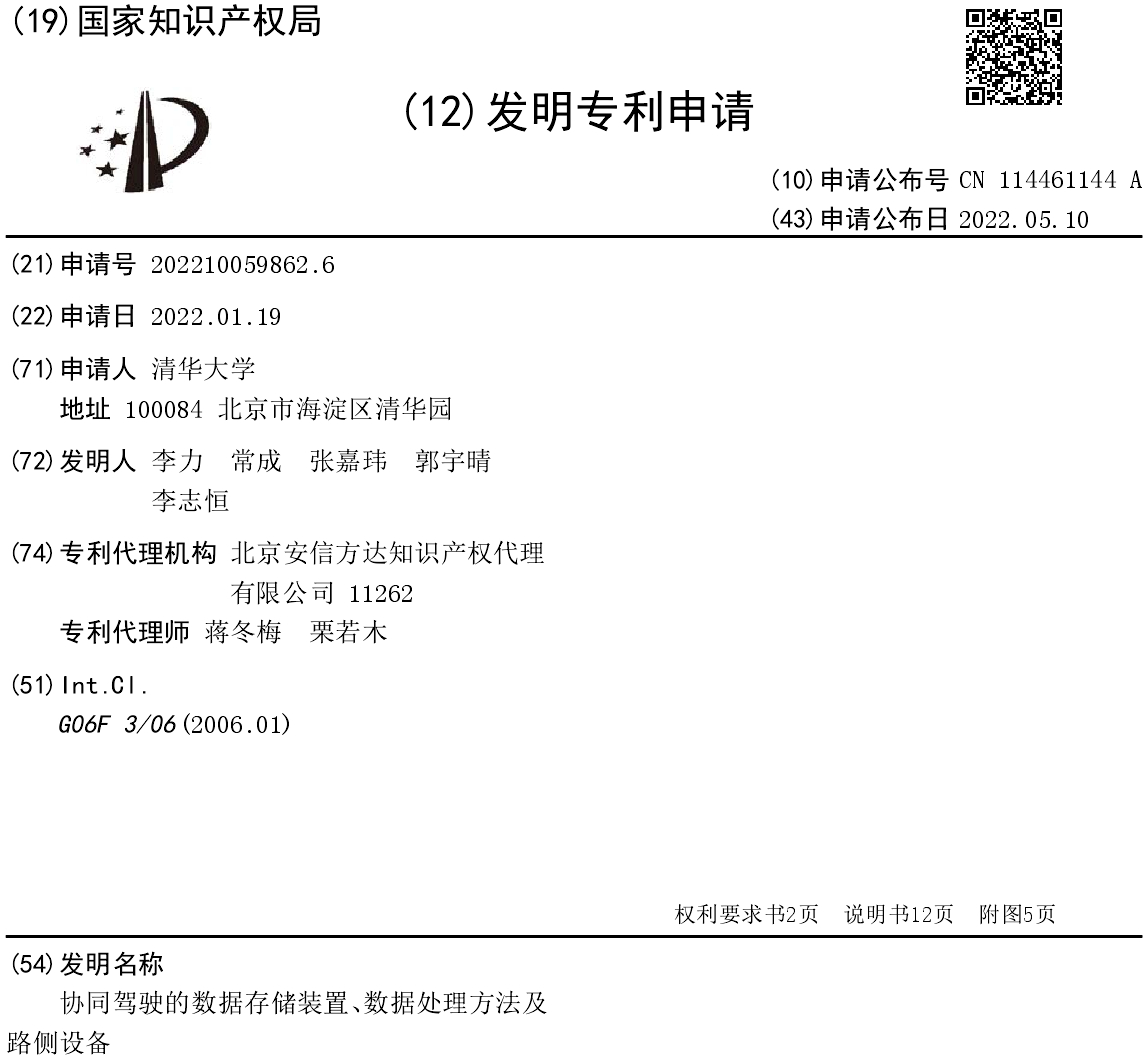 (19)国家知识产权局
(12)发明专利申请
(10)申请公布号 CN 114461144 A
(43)申请公布日 2022.05.10
(21)申请号 202210059862.6
(22)申请日 2022.01.19
(71)申请人 清华大学
地址 100084 北京市海淀区清华园
(72)发明人 李力 常成 张嘉玮 郭宇晴
李志恒
(74)专利代理机构 北京安信方达知识产权代理
有限公司 11262
专利代理师 蒋冬梅 栗若木
(51)Int.Cl.
G06F 3/06(2006.01)
权利要求书2页 说明书12页 附图5页
(54)发明名称
协同驾驶的数据存储装置、数据处理方法及
路侧设备